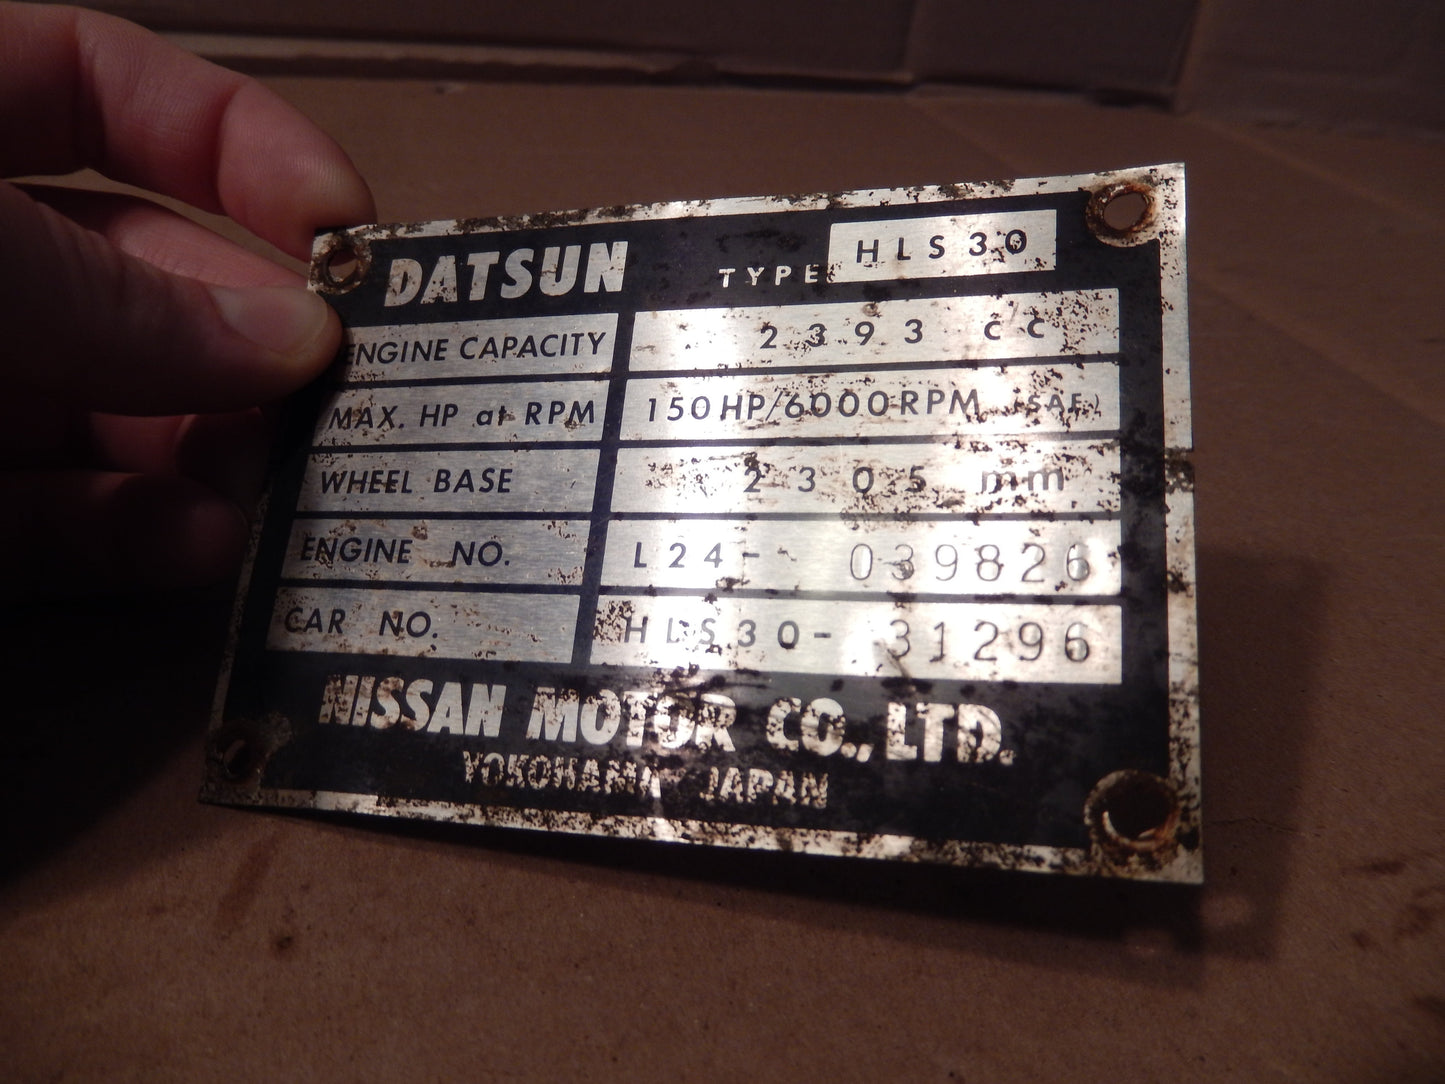 DATSUN TYPE HLS30
ENGINE CAPACITY 2393 cc
MAX. HP at RPM 150HP/6000RPM (SAE)
WHEEL BASE 2305 mm
ENGINE NO. L24- 039826
CAR NO. HLS30- 31296
NISSAN MOTOR CO., LTD.
YOKOHAMA JAPAN